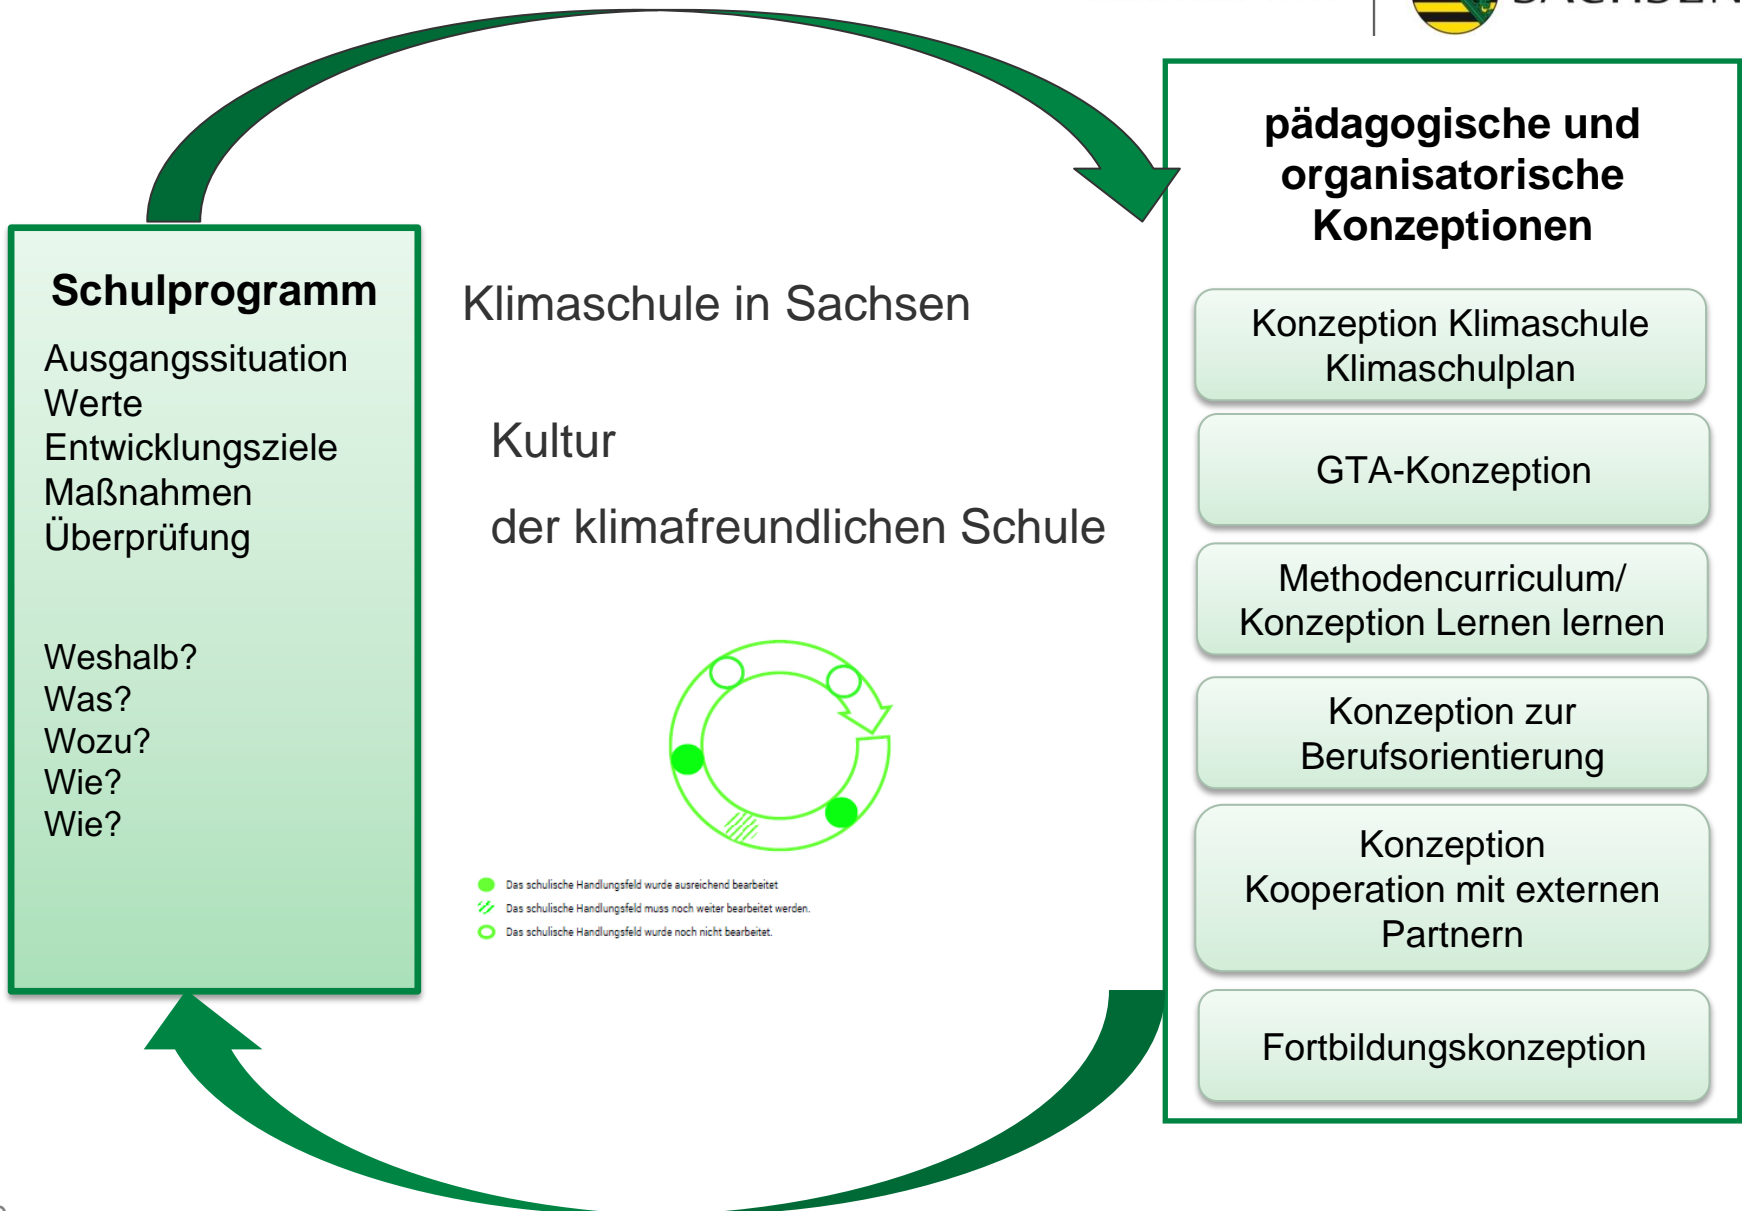 SACHSEN
Schulprogramm
Ausgangssituation
Werte
Entwicklungsziele
Maßnahmen
Überprüfung
Weshalb?
Was?
Wozu?
Wie?
Wie?
Klimaschule in Sachsen
Kultur
der klimafreundlichen Schule
Das schulische Handlungsfeld wurde ausreichend bearbeitet
Das schulische Handlungsfeld muss noch weiter bearbeitet werden.
Das schulische Handlungsfeld wurde noch nicht bearbeitet.
pädagogische und
organisatorische
Konzeptionen
Konzeption Klimaschule
Klimaschulplan
GTA-Konzeption
Methodencurriculum/
Konzeption Lernen lernen
Konzeption zur
Berufsorientierung
Konzeption
Kooperation mit externen
Partnern
Fortbildungskonzeption